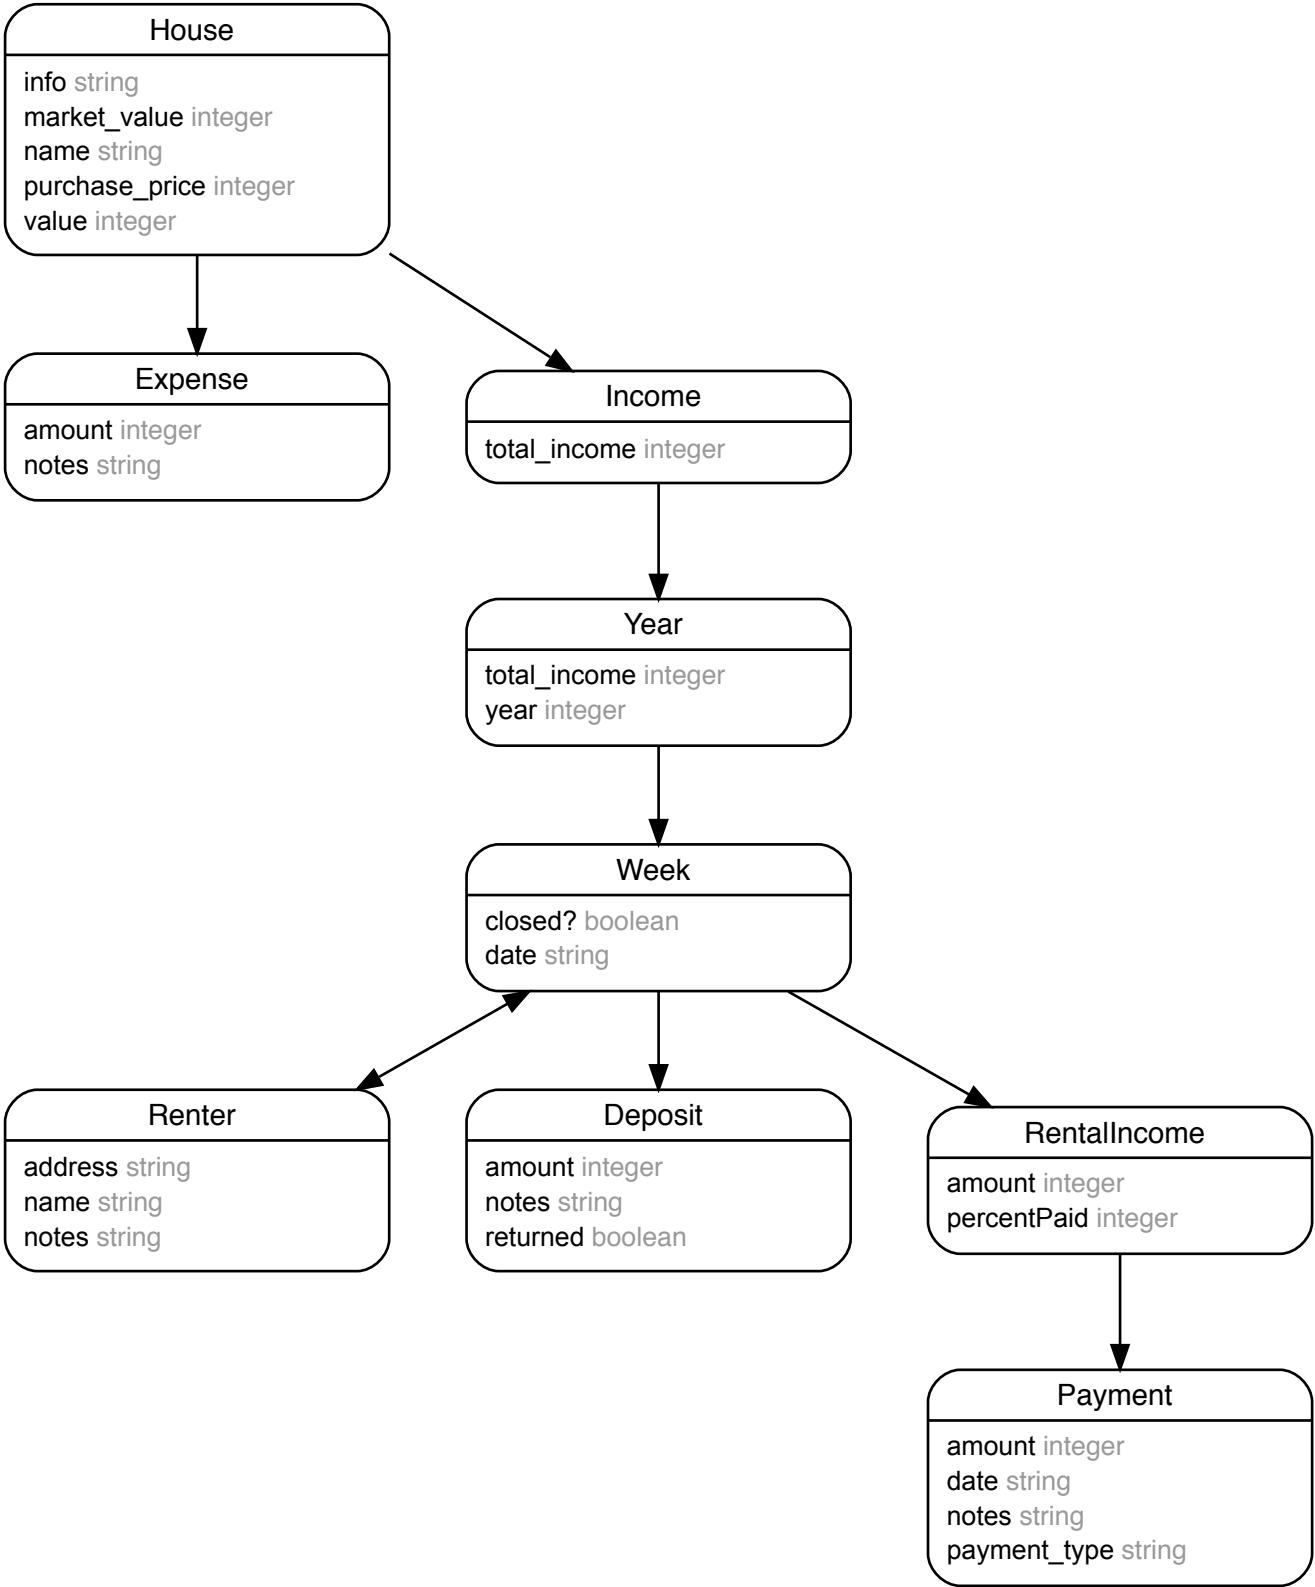 House
info string
market_value integer
name string
purchase_price integer
value integer
Expense
amount integer
notes string
Income
total_income integer
Year
total_income integer
year integer
Week
closed? boolean
date string
Renter
address string
name string
notes string
Deposit
amount integer
notes string
returned boolean
RentalIncome
amount integer
percentPaid integer
Payment
amount integer
date string
notes string
payment_type string